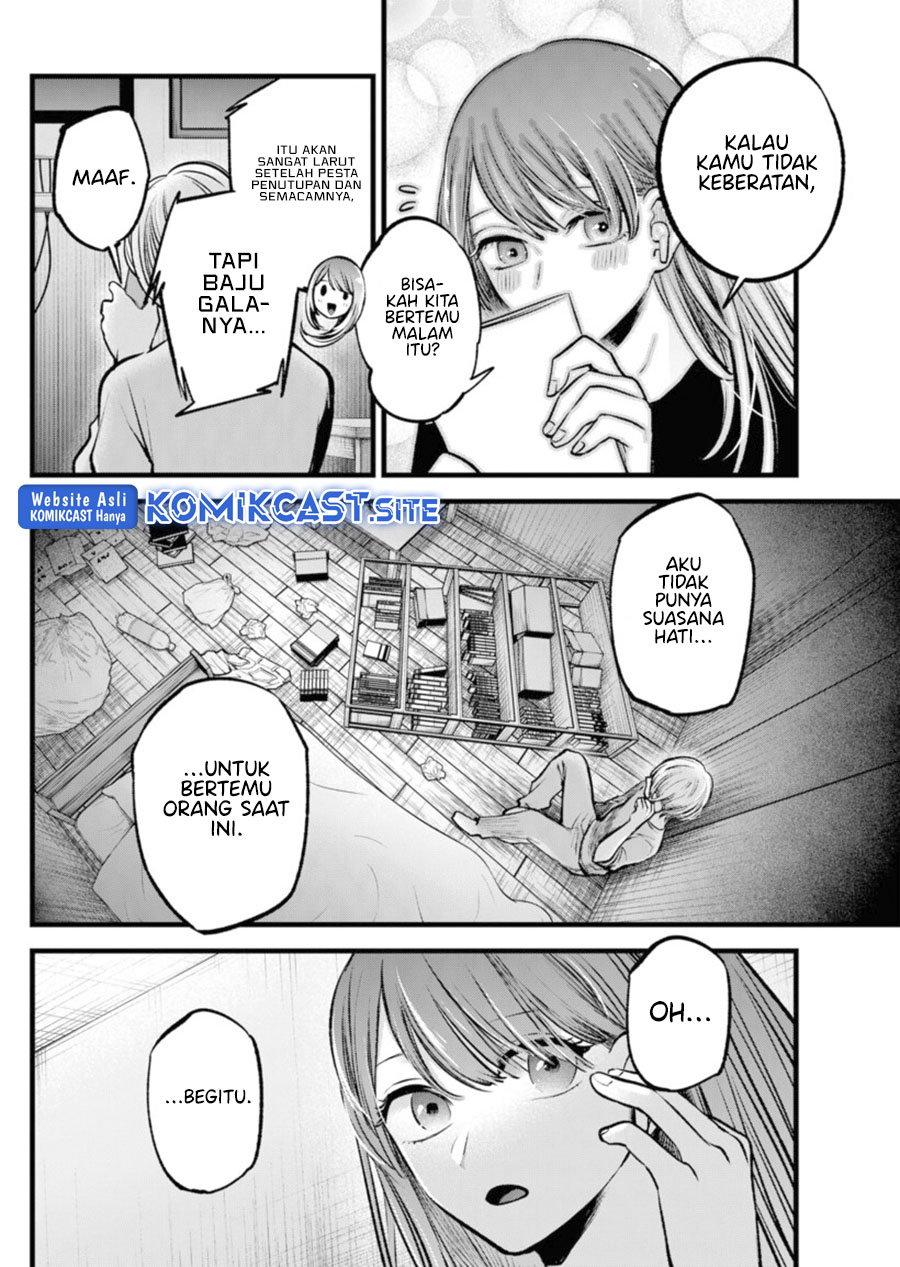 KALAU
KAMU TIDAK
KEBERATAN,
BISA-
KAH KITA
BERTEMU
MALAM
ITU?
ITU AKAN
SANGAT LARUT
SETELAH PESTA
PENUTUPAN DAN
SEMACAMNYA,
TAPI
BAJU
GALA-
NYA...
MAAF.
Website Asli
KOMIKCAST Hanya
KOMIKCAST.SITE
AKU
TIDAK
PUNYA
SUASANA
HATI...
...UNTUK
BERTEMU
ORANG SAAT
INI.
OH...
...BEGITU.